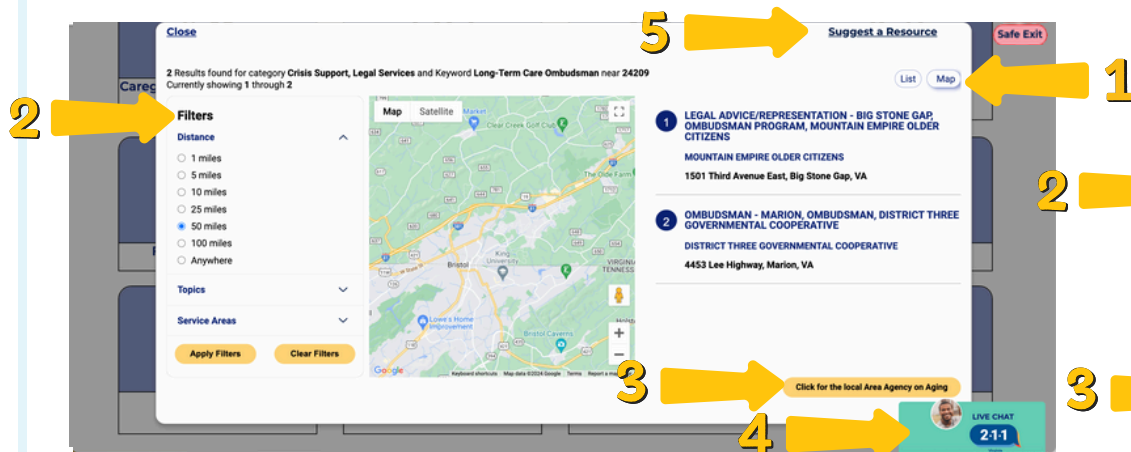 5
Close
Suggest a Resource
Safe Exit
2 Results found for category Crisis Support, Legal Services and Keyword Long-Term Care Ombudsman near 24209
Currently showing 1 through 2
List
Map
1
Careg
2
Filters
Distance
1 miles
5 miles
10 miles
25 miles
50 miles
100 miles
Anywhere
Topics
Service Areas
Apply Filters
Clear Filters
Map
Satellite
Market
Clear Creek Golf Club
The Olde Farm
King
University
Bristol
VIRGINI
TENNESS
Lowe's Home
Improvement
Bristol Caverns
Google
Keyboard shortcuts
Map data ©2024 Google
Terms
Report a ma
1
LEGAL ADVICE/REPRESENTATION - BIG STONE GAP,
OMBUDSMAN PROGRAM, MOUNTAIN EMPIRE OLDER
CITIZENS
MOUNTAIN EMPIRE OLDER CITIZENS
1501 Third Avenue East, Big Stone Gap, VA
2
2
OMBUDSMAN - MARION, OMBUDSMAN, DISTRICT THREE
GOVERNMENTAL COOPERATIVE
DISTRICT THREE GOVERNMENTAL COOPERATIVE
4453 Lee Highway, Marion, VA
3
Click for the local Area Agency on Aging
3
4
LIVE CHAT
2-1-1